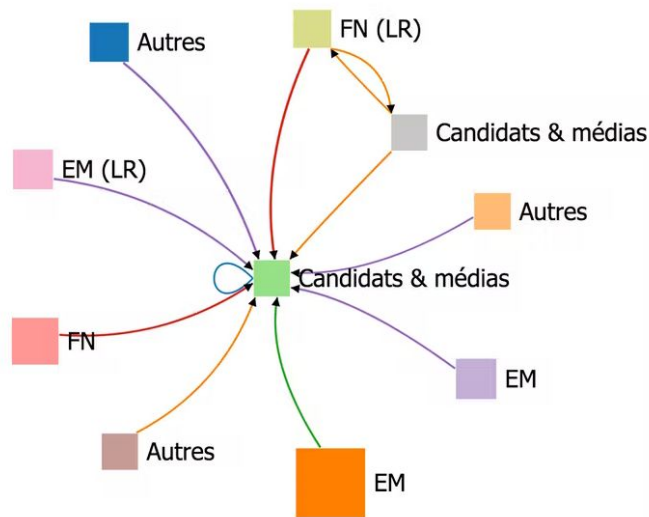 Autres
FN (LR)
Candidats & médias
EM (LR)
Autres
Candidats & médias
FN
EM
Autres
EM